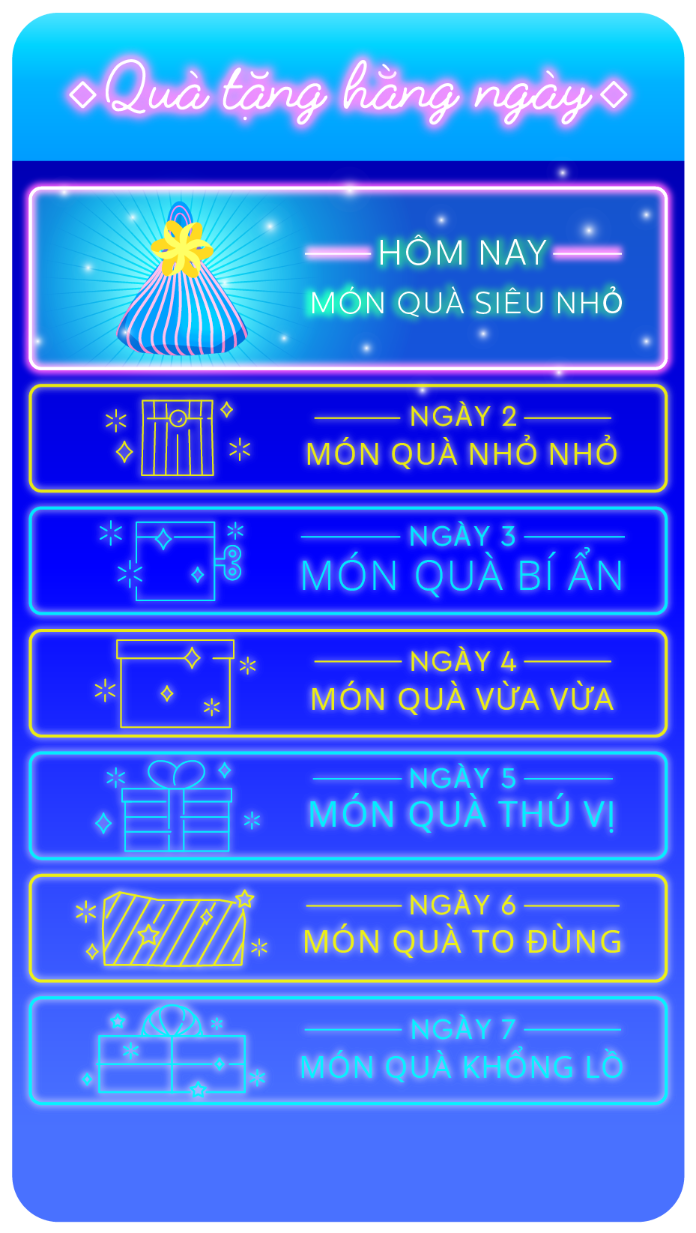 Quà tặng hằng ngày
HÔM NAY
MÓN QUÀ SIÊU NHỎ
NGÀY 2
MÓN QUÀ NHỎ NHỎ
NGÀY 3
MÓN QUÀ BÍ ẨN
NGÀY 4
MÓN QUÀ VỪA VỪA
NGÀY 5
MÓN QUÀ THÚ VỊ
NGÀY 6
MÓN QUÀ TO ĐÙNG
NGÀY 7
MÓN QUÀ KHỔNG LỒ